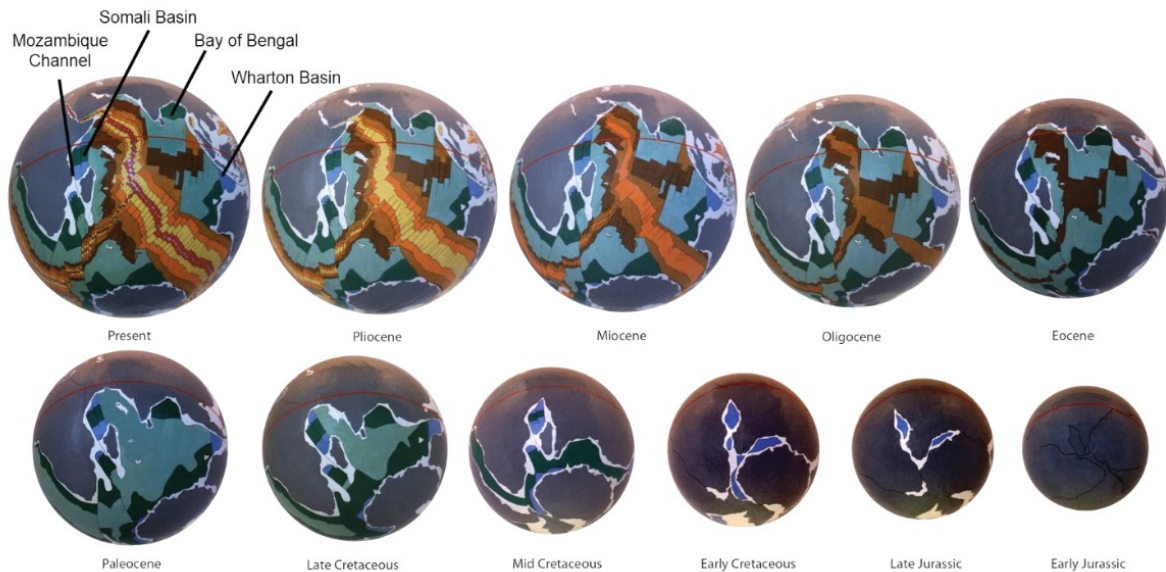 Somali Basin
Mozambique
Channel
Bay of Bengal
Wharton Basin
Present
Pliocene
Miocene
Oligocene
Eocene
Paleocene
Late Cretaceous
Mid Cretaceous
Early Cretaceous
Late Jurassic
Early Jurassic